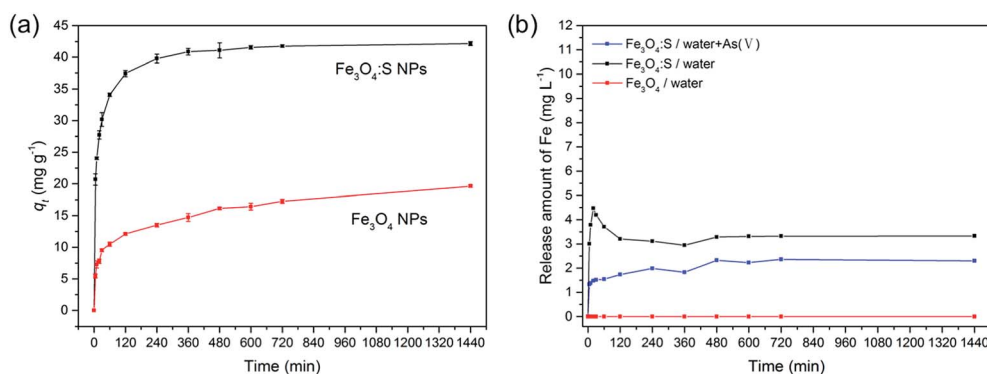 (a)
45
40
35
30
25
20
15
10
5
0
qt (mg g-1)
Fe3O4:S NPs
Fe3O4 NPs
0 120 240 360 480 600 720 840 960 1080 1200 1320 1440
Time (min)
(b)
12
11
10
9
8
7
6
5
4
3
2
1
0
Release amount of Fe (mg L-1)
Fe3O4:S / water+As(V)
Fe3O4:S / water
Fe3O4 / water
0 120 240 360 480 600 720 840 960 1080 1200 1320 1440
Time (min)